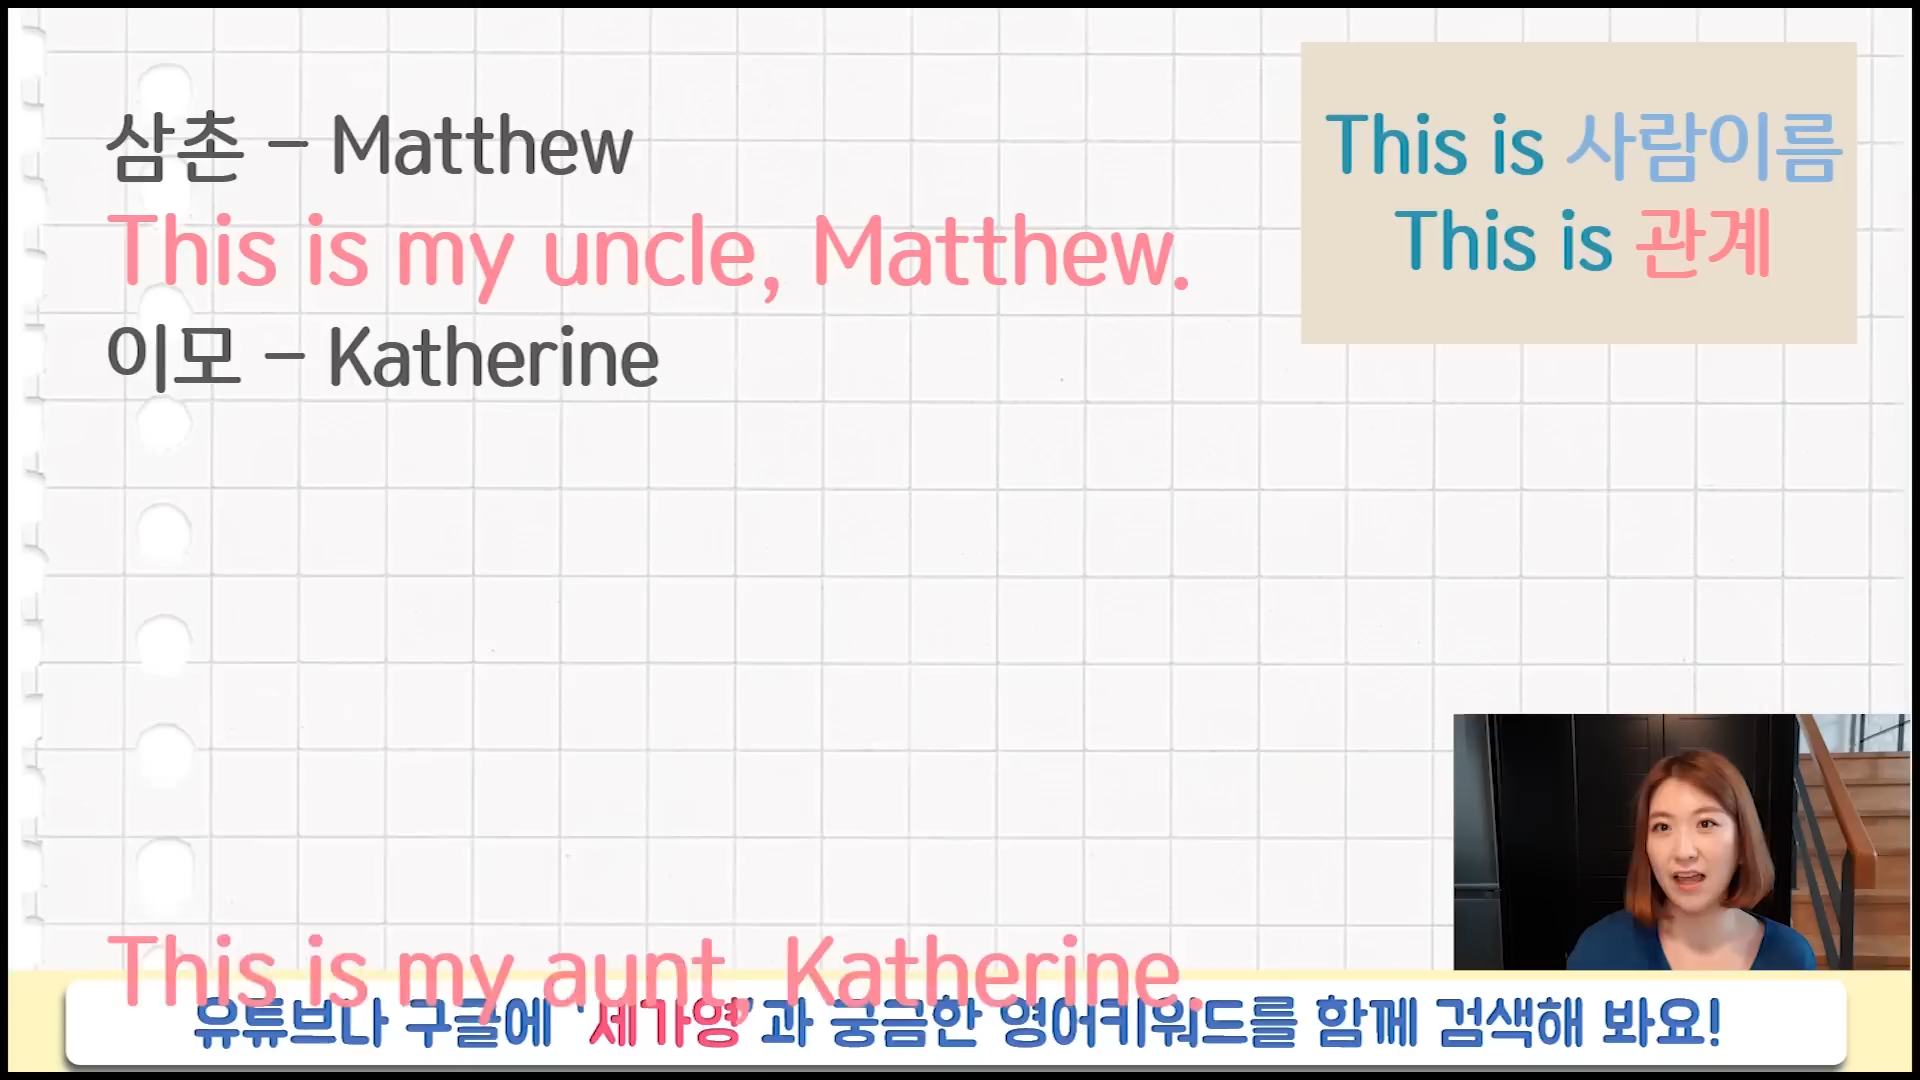 삼촌 – Matthew
This is my uncle, Matthew.
이모 – Katherine
This is 사람이름
This is 관계
This is my aunt, Katherine.
유튜브나 구글에 '세가영'과 궁금한 영어키워드를 함께 검색해 봐요!